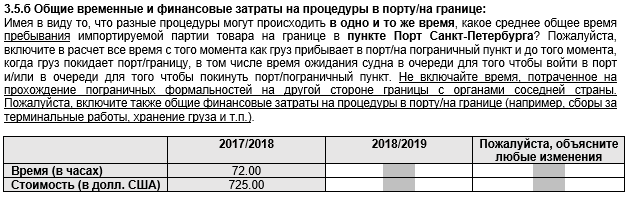 3.5.б Общие временные и финансовые затраты на процедуры в порту/на границе:
Имея в виду то, что разные процедуры могут происходить в одно и то же время, какое среднее общее время
пребывания импортируемой партии товара на границе в пункте Порт Санкт-Петербурга? Пожалуйста,
включите в расчет все время с того момента как груз прибывает в порт/на пограничный пункт и до того момента,
когда груз покидает порт/границу, в том числе время ожидания судна в очереди для того чтобы войти в порт
и/или в очереди для того чтобы покинуть порт/пограничный пункт. Не включайте время, потраченное на
прохождение пограничных формальностей на другой стороне границы с органами соседней страны.
Пожалуйста, включите также общие финансовые затраты на процедуры в порту/на границе (например, сборы за
терминальные работы, хранение груза и т.п.).
2017/2018 2018/2019 Пожалуйста, объясните
любые изменения
Время (в часах) 72.00
Стоимость (в долл. США) 725.00